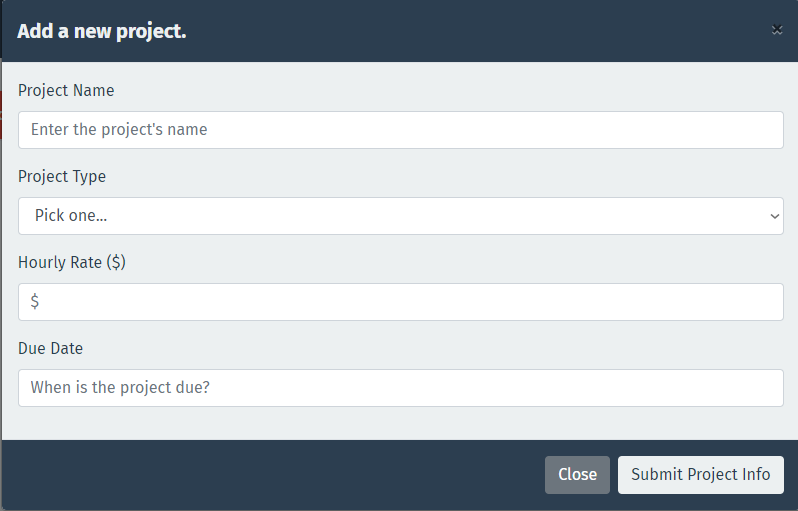 Add a new project.
×
Project Name
Enter the project's name
Project Type
Pick one...
Hourly Rate ($)
$
Due Date
When is the project due?
Close
Submit Project Info